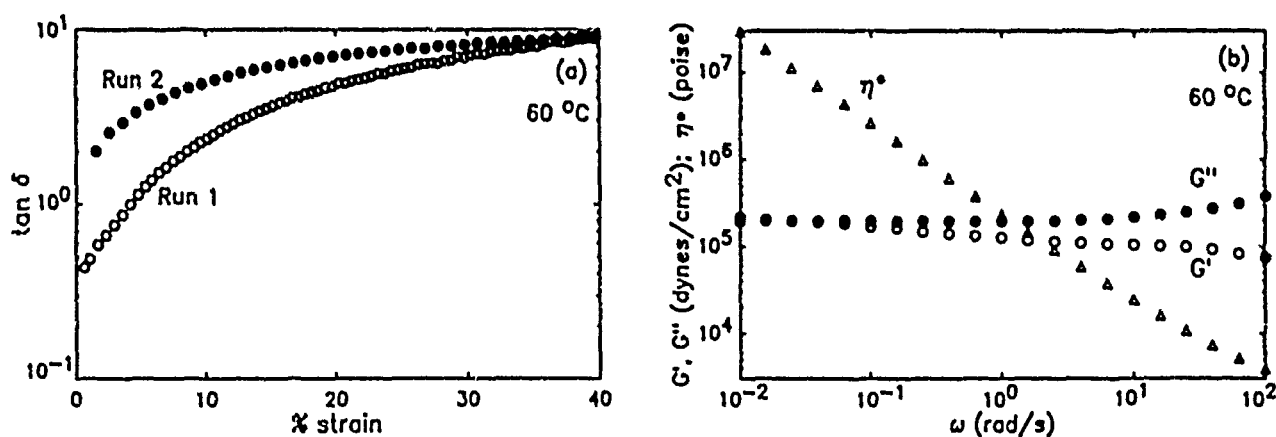 tan δ
10¹
10⁰
10⁻¹
Run 2
Run 1
(a)
60 °C
0
10
20
30
40
% strain
G', G'' (dynes/cm²); η* (poise)
10⁷
10⁶
10⁵
10⁴
η*
(b)
60 °C
G''
G'
10⁻²
10⁻¹
10⁰
10¹
10²
ω (rad/s)